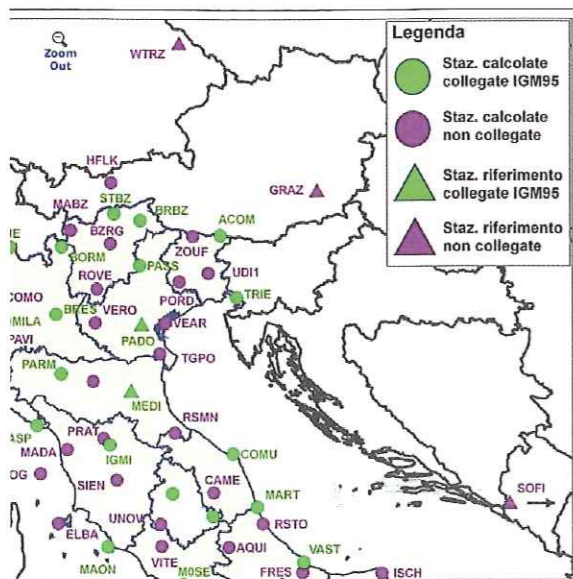 Zoom
Out
WTRZ
Legenda
Staz. calcolate
collegate IGM95
Staz. calcolate
non collegate
Staz. riferimento
collegate IGM95
Staz. riferimento
non collegate
HFLK
STBZ
GRAZ
MABZ
BRBZ
ACOM
BZRG
ZOUF
BORM
PASS
UDI1
ROVE
PORD
TRIE
COMO
BRES
VERO
VEAR
MILA
PADO
PAVI
TGPO
PARM
MEDI
RSMN
PRAT
ASP
IGMI
COMU
MADA
OG
SIEN
CAME
SOFI
MART
UNOV
RSTO
ELBA
AQUI
VAST
MAON
VITE
M0SE
FRES
ISCH